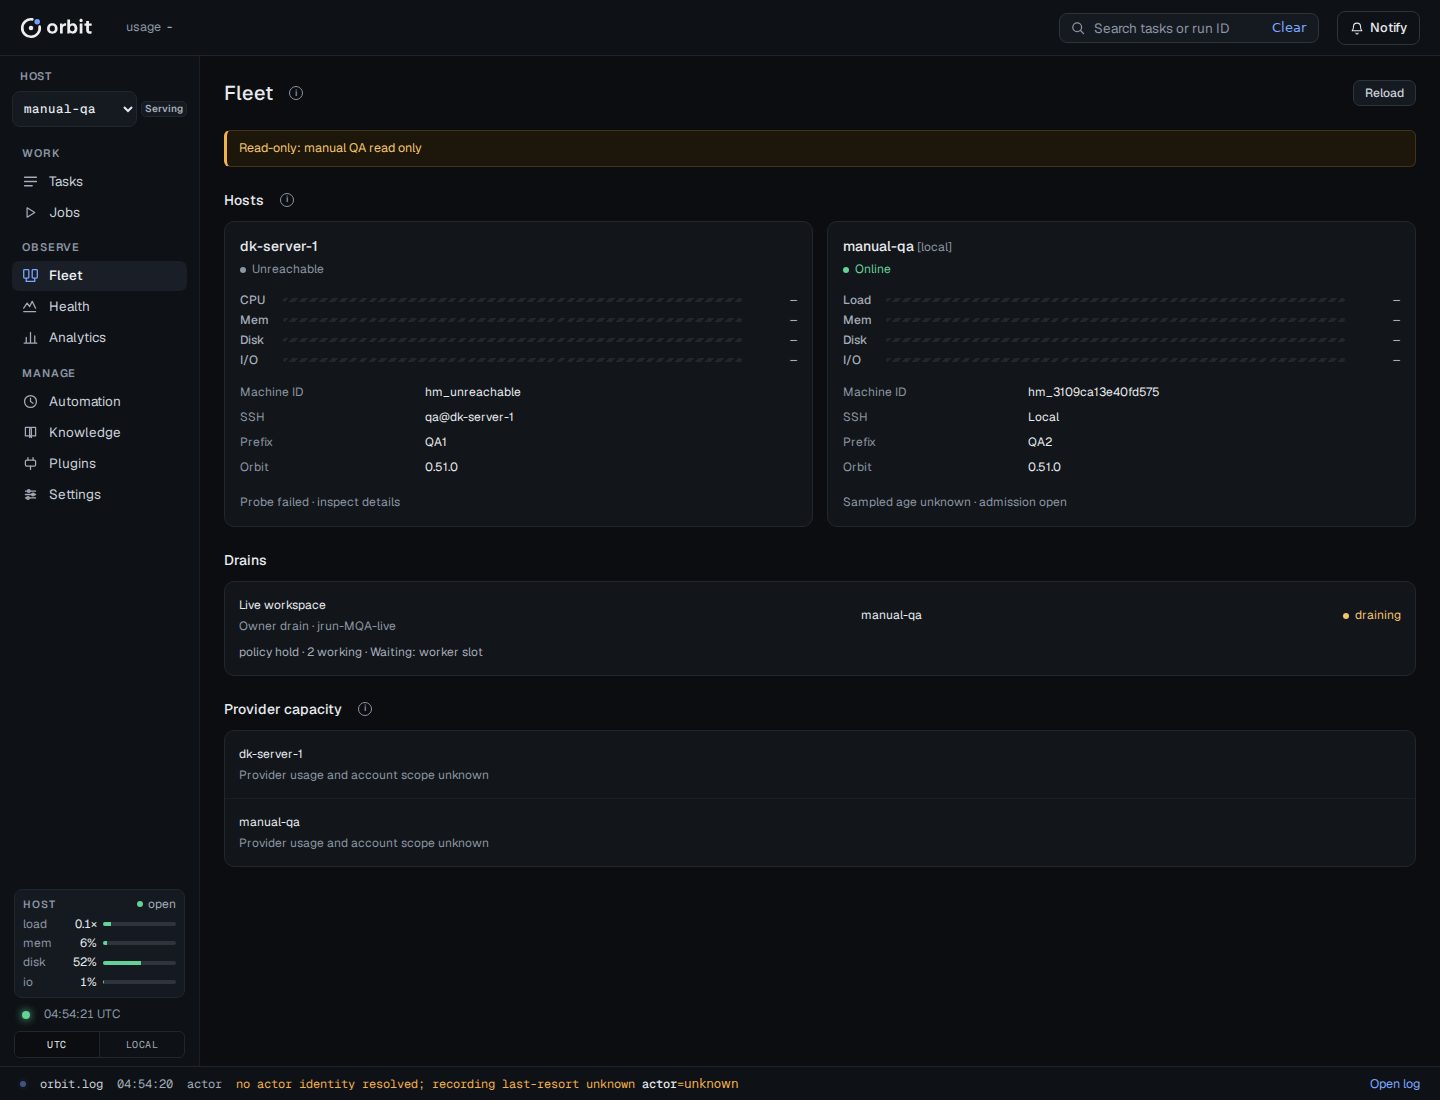 orbit
usage -
Search tasks or run ID
Clear
Notify
HOST
manual-qa
Serving
WORK
Tasks
Jobs
OBSERVE
Fleet
Health
Analytics
MANAGE
Automation
Knowledge
Plugins
Settings
HOST
open
load 0.1×
mem 6%
disk 52%
io 1%
04:54:21 UTC
UTC LOCAL
Fleet
Reload
Read-only: manual QA read only
Hosts
dk-server-1
Unreachable
CPU –
Mem –
Disk –
I/O –
Machine ID hm_unreachable
SSH qa@dk-server-1
Prefix QA1
Orbit 0.51.0
Probe failed · inspect details
manual-qa [local]
Online
Load –
Mem –
Disk –
I/O –
Machine ID hm_3109ca13e40fd575
SSH Local
Prefix QA2
Orbit 0.51.0
Sampled age unknown · admission open
Drains
Live workspace
Owner drain · jrun-MQA-live
manual-qa
draining
policy hold · 2 working · Waiting: worker slot
Provider capacity
dk-server-1
Provider usage and account scope unknown
manual-qa
Provider usage and account scope unknown
orbit.log 04:54:20 actor no actor identity resolved; recording last-resort unknown actor=unknown
Open log